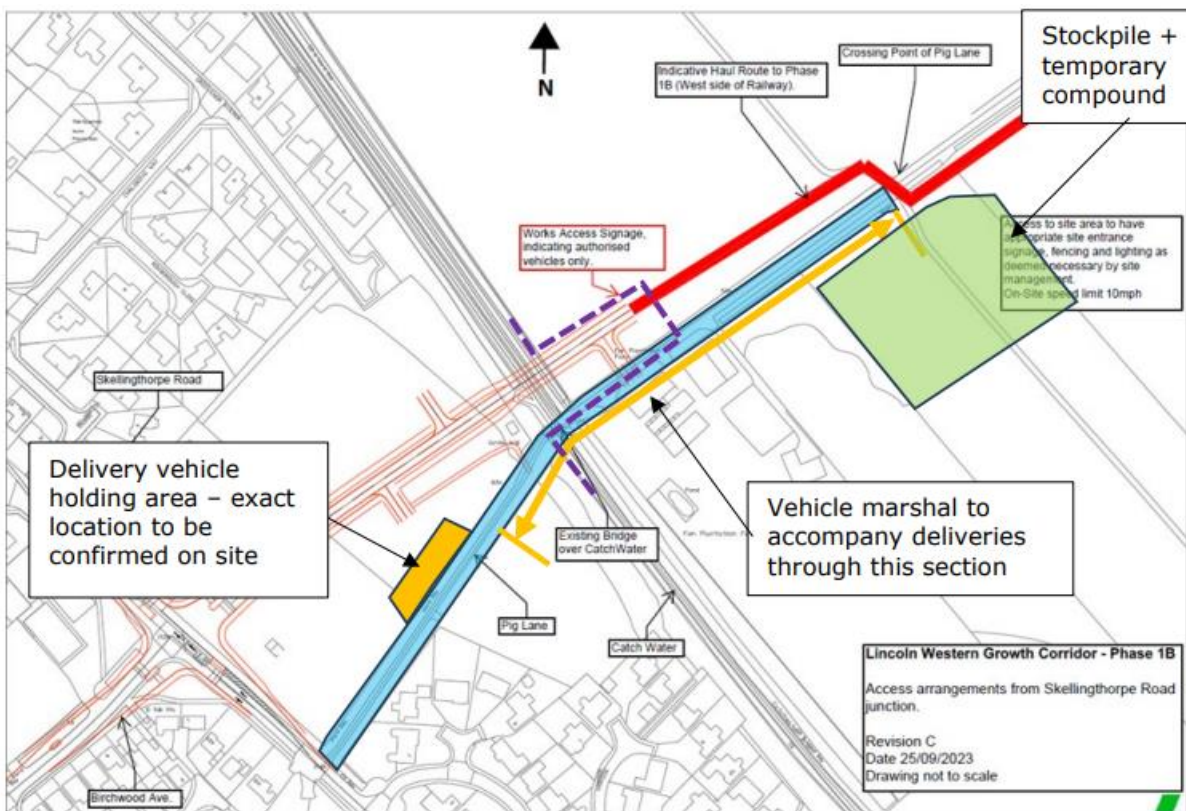 Stockpile +
temporary
compound
Crossing Point of Pig Lane
Indicative Haul Route to Phase
1B (West side of Railway).
N
Works Access Signage,
indicating authorised
vehicles only.
Access to site area to have
appropriate site entrance
signage, fencing and lighting as
deemed necessary by site
management.
On-Site speed limit 10mph
Skellingthorpe Road
Delivery vehicle
holding area – exact
location to be
confirmed on site
Vehicle marshal to
accompany deliveries
through this section
Existing Bridge
over CatchWater
Pond
Pig Lane
Catch Water
Birchwood Ave.
Lincoln Western Growth Corridor - Phase 1B
Access arrangements from Skellingthorpe Road
junction.
Revision C
Date 25/09/2023
Drawing not to scale